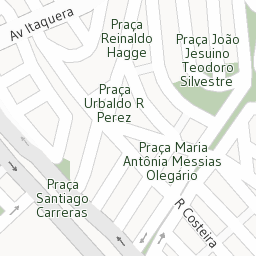 Av Itaquera
Praça
Reinaldo
Hagge
Praça João
Jesuino
Teodoro
Silvestre
Praça
Urbaldo R
Perez
Praça Maria
Antônia Messias
Olegário
Praça
Santiago
Carreras
R Costeira